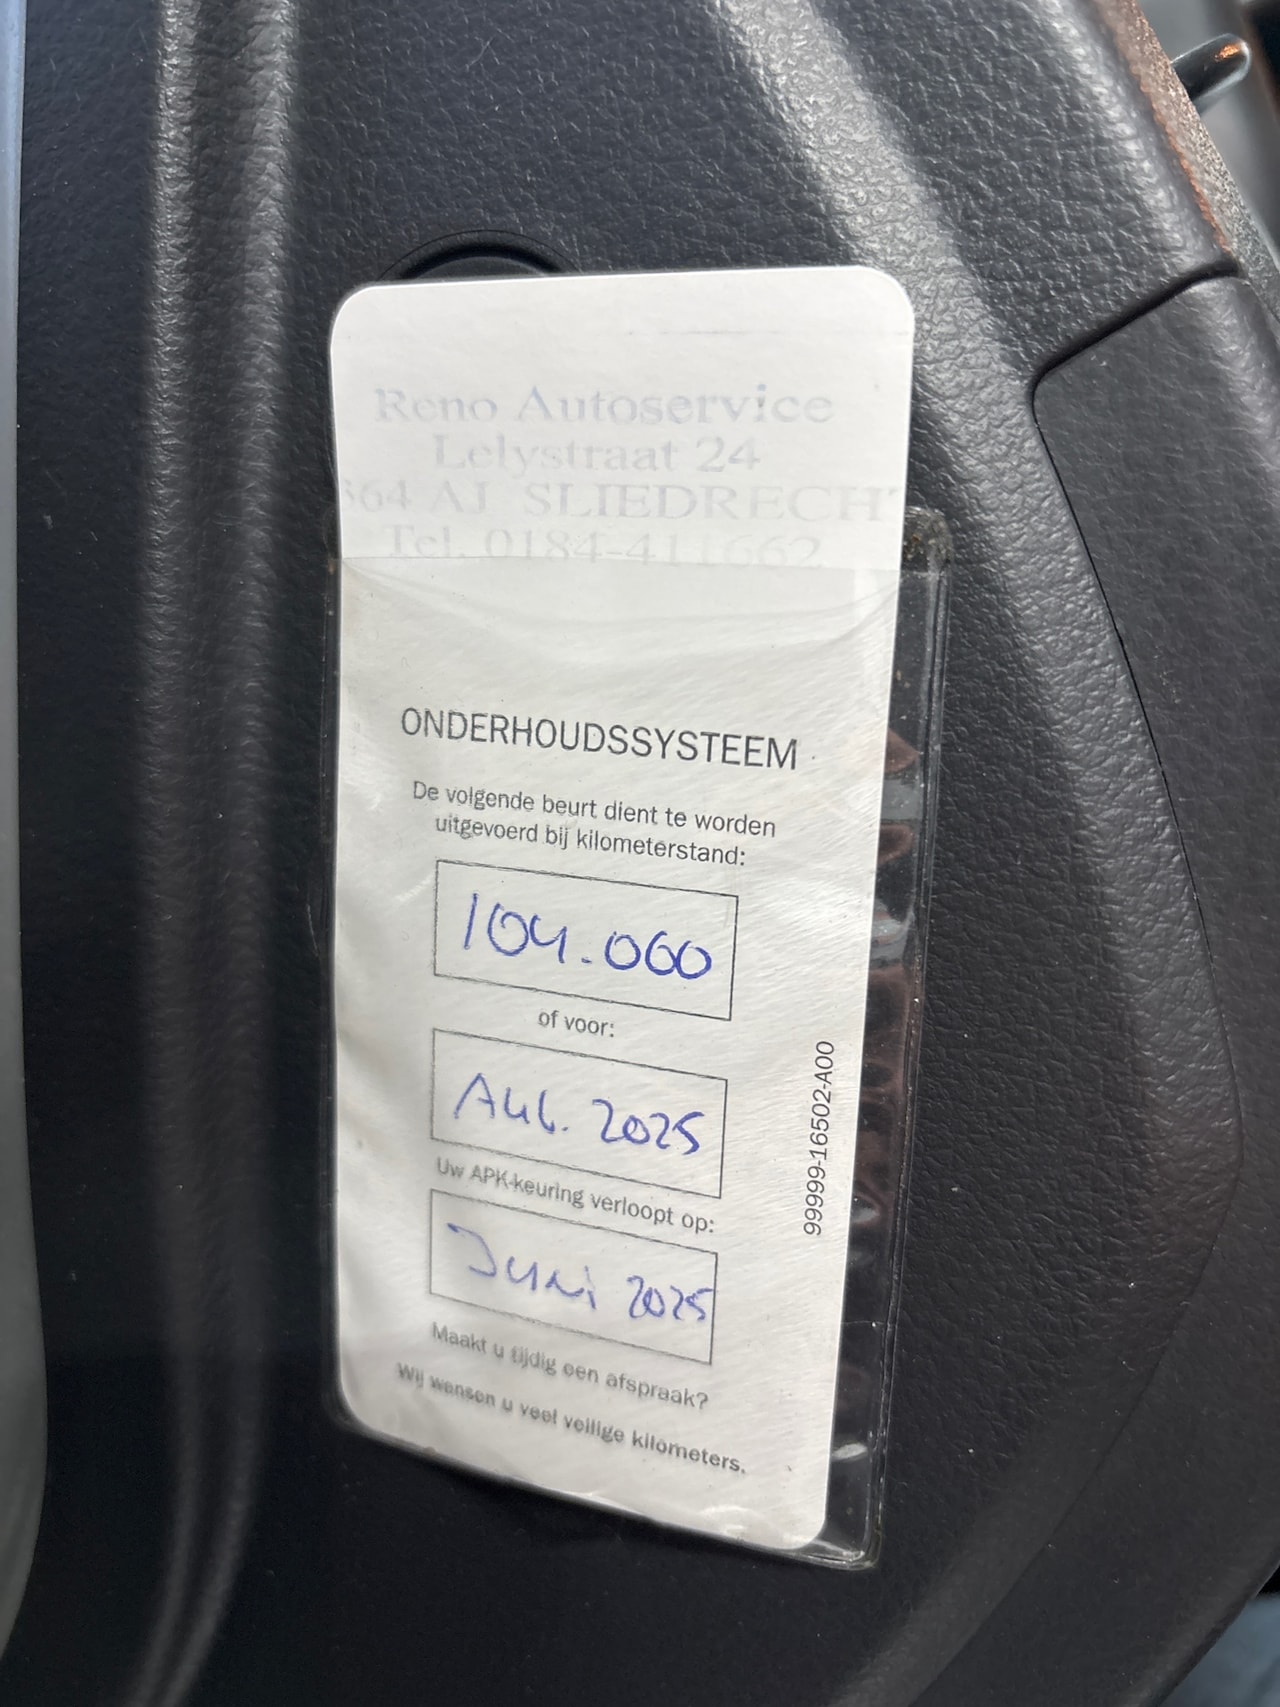 Reno Autoservice
Lelystraat 24
364 AJ SLIEDRECHT
Tel. 0184-411662
ONDERHOUDSSYSTEEM
De volgende beurt dient te worden
uitgevoerd bij kilometerstand:
104.000
of voor:
Aug. 2025
Uw APK-keuring verloopt op:
Juni 2025
Maakt u tijdig een afspraak?
Wij wensen u veel veilige kilometers.
99999-16502-A00